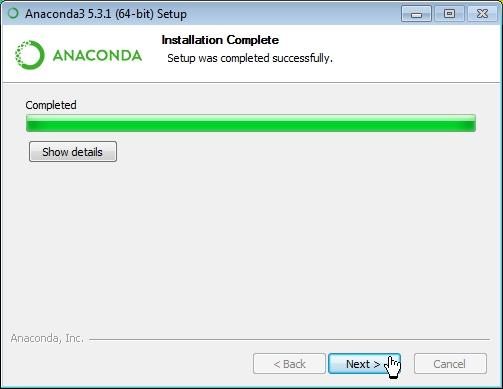 Anaconda3 5.3.1 (64-bit) Setup
ANACONDA
Installation Complete
Setup was completed successfully.
Completed
Show details
Anaconda, Inc.
< Back
Next >
Cancel